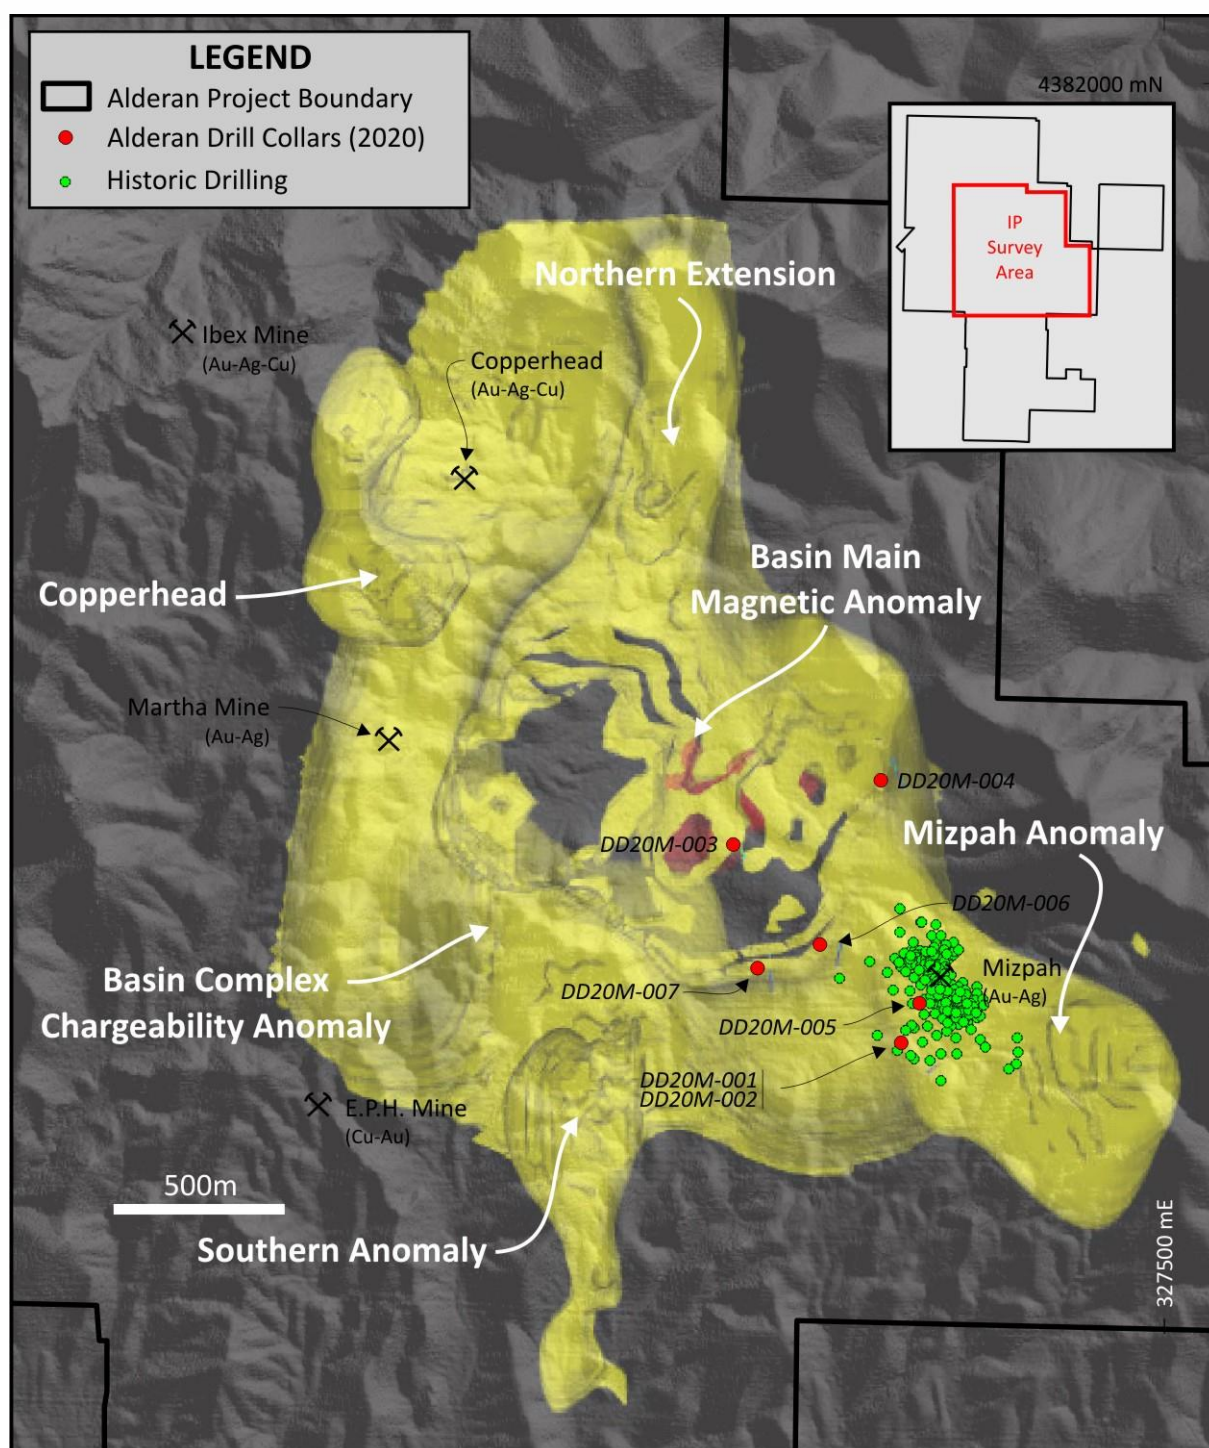 LEGEND
Alderan Project Boundary
Alderan Drill Collars (2020)
Historic Drilling
4382000 mN
IP
Survey
Area
Northern Extension
Ibex Mine
(Au-Ag-Cu)
Copperhead
(Au-Ag-Cu)
Basin Main
Magnetic Anomaly
Copperhead
Martha Mine
(Au-Ag)
DD20M-004
Mizpah Anomaly
DD20M-003
DD20M-006
Mizpah
(Au-Ag)
Basin Complex
Chargeability Anomaly
DD20M-007
DD20M-005
DD20M-001
DD20M-002
E.P.H. Mine
(Cu-Au)
500m
Southern Anomaly
327500 mE